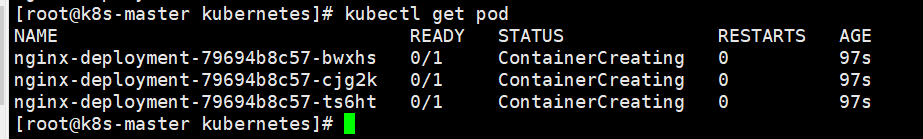 [root@k8s-master kubernetes]# kubectl get pod
NAME READY STATUS RESTARTS AGE
nginx-deployment-79694b8c57-bwxhs 0/1 ContainerCreating 0 97s
nginx-deployment-79694b8c57-cjg2k 0/1 ContainerCreating 0 97s
nginx-deployment-79694b8c57-ts6ht 0/1 ContainerCreating 0 97s
[root@k8s-master kubernetes]#